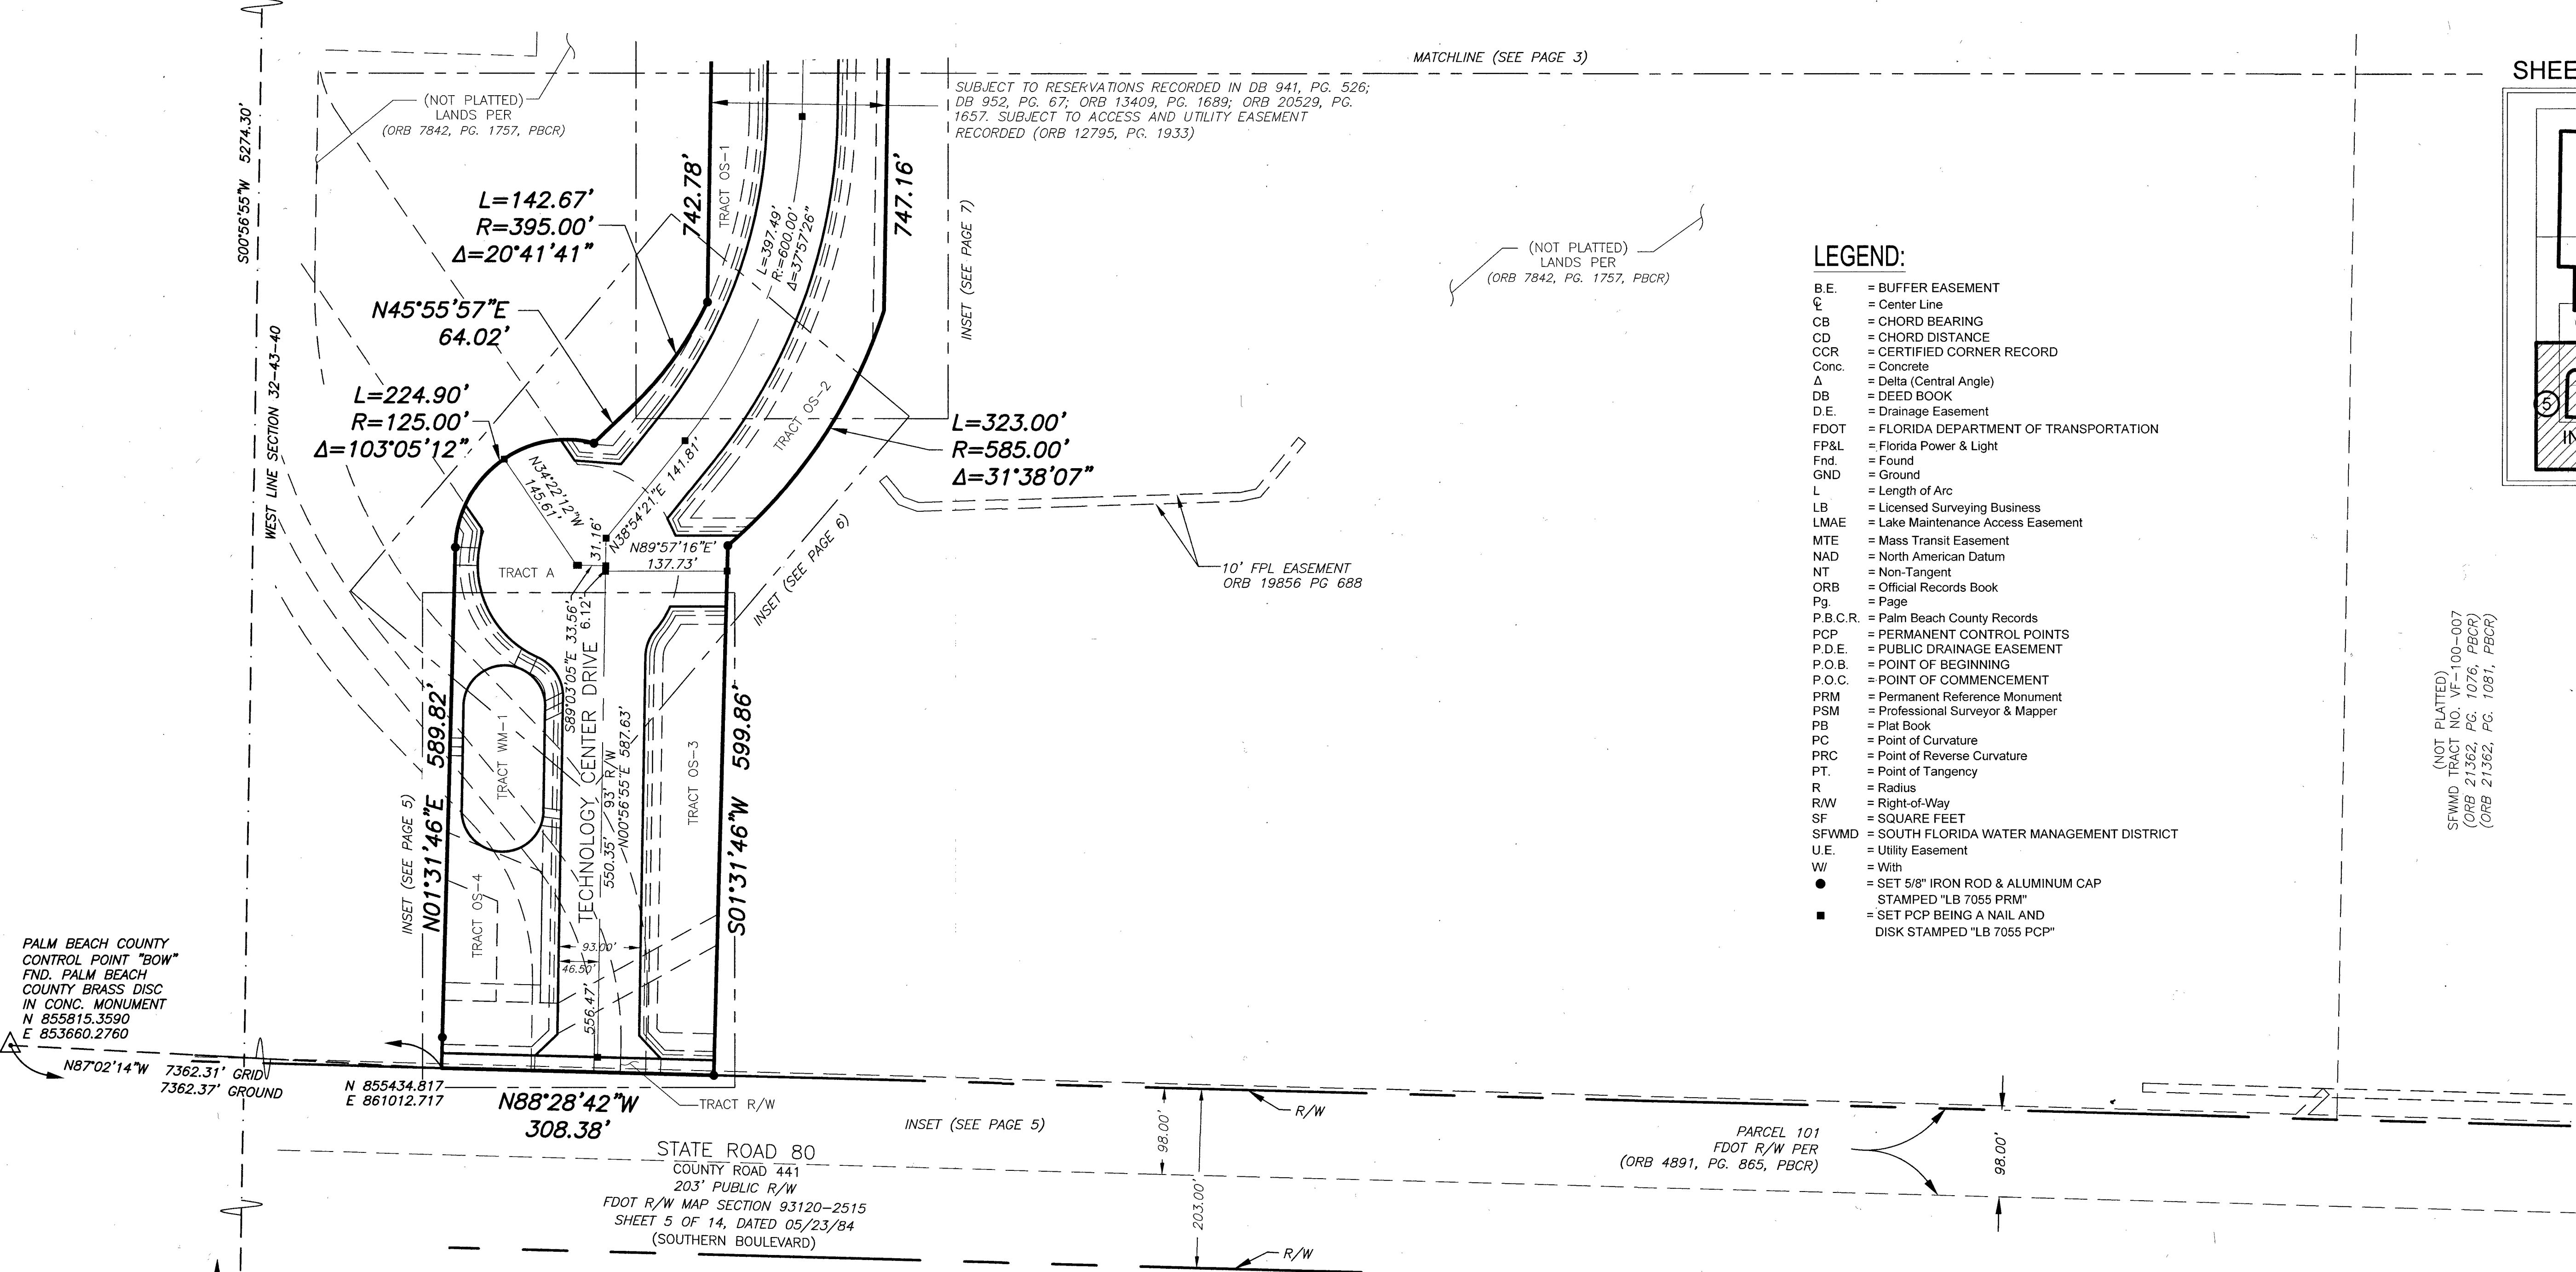 MATCHLINE (SEE PAGE 3)
S00°56'55"W 5274.30'
WEST LINE SECTION 32-43-40
(NOT PLATTED)
LANDS PER
(ORB 7842, PG. 1757, PBCR)
SUBJECT TO RESERVATIONS RECORDED IN DB 941, PG. 526;
DB 952, PG. 67; ORB 13409, PG. 1689; ORB 20529, PG.
1657. SUBJECT TO ACCESS AND UTILITY EASEMENT
RECORDED (ORB 12795, PG. 1933)
L=142.67'
R=395.00'
Δ=20°41'41"
742.78'
TRACT OS-1
L=397.49'
R:=600.00'
Δ=37°57'26"
747.16'
INSET (SEE PAGE 7)
N45°55'57"E
64.02'
L=224.90'
R=125.00'
Δ=103°05'12"
TRACT OS-2
L=323.00'
R=585.00'
Δ=31°38'07"
N34°22'12"W
145.61'
31.16'
N38°54'21"E 141.81'
N89°57'16"E'
137.73'
TRACT A
INSET (SEE PAGE 6)
10' FPL EASEMENT
ORB 19856 PG 688
(NOT PLATTED)
LANDS PER
(ORB 7842, PG. 1757, PBCR)
N01°31'46"E 589.82'
INSET (SEE PAGE 5)
TRACT WM-1
TRACT OS-4
S89°03'05"E 33.56'
TECHNOLOGY CENTER DRIVE 6.12'
550.35' 93' R/W
N00°56'55"E 587.63'
TRACT OS-3
S01°31'46"W 599.86'
93.00'
46.50'
556.47'
PALM BEACH COUNTY
CONTROL POINT "BOW"
FND. PALM BEACH
COUNTY BRASS DISC
IN CONC. MONUMENT
N 855815.3590
E 853660.2760
N87°02'14"W 7362.31' GRID
7362.37' GROUND
N 855434.817
E 861012.717
N88°28'42"W
308.38'
TRACT R/W
INSET (SEE PAGE 5)
STATE ROAD 80
COUNTY ROAD 441
203' PUBLIC R/W
FDOT R/W MAP SECTION 93120-2515
SHEET 5 OF 14, DATED 05/23/84
(SOUTHERN BOULEVARD)
98.00'
203.00'
R/W
R/W
PARCEL 101
FDOT R/W PER
(ORB 4891, PG. 865, PBCR)
98.00'
LEGEND:
B.E. = BUFFER EASEMENT
℄ = Center Line
CB = CHORD BEARING
CD = CHORD DISTANCE
CCR = CERTIFIED CORNER RECORD
Conc. = Concrete
Δ = Delta (Central Angle)
DB = DEED BOOK
D.E. = Drainage Easement
FDOT = FLORIDA DEPARTMENT OF TRANSPORTATION
FP&L = Florida Power & Light
Fnd. = Found
GND = Ground
L = Length of Arc
LB = Licensed Surveying Business
LMAE = Lake Maintenance Access Easement
MTE = Mass Transit Easement
NAD = North American Datum
NT = Non-Tangent
ORB = Official Records Book
Pg. = Page
P.B.C.R. = Palm Beach County Records
PCP = PERMANENT CONTROL POINTS
P.D.E. = PUBLIC DRAINAGE EASEMENT
P.O.B. = POINT OF BEGINNING
P.O.C. = POINT OF COMMENCEMENT
PRM = Permanent Reference Monument
PSM = Professional Surveyor & Mapper
PB = Plat Book
PC = Point of Curvature
PRC = Point of Reverse Curvature
PT. = Point of Tangency
R = Radius
R/W = Right-of-Way
SF = SQUARE FEET
SFWMD = SOUTH FLORIDA WATER MANAGEMENT DISTRICT
U.E. = Utility Easement
W/ = With
● = SET 5/8" IRON ROD & ALUMINUM CAP
STAMPED "LB 7055 PRM"
■ = SET PCP BEING A NAIL AND
DISK STAMPED "LB 7055 PCP"
(NOT PLATTED)
SFWMD TRACT NO. VF-100-007
(ORB 21362, PG. 1076, PBCR)
(ORB 21362, PG. 1081, PBCR)
SHEE
5
IN